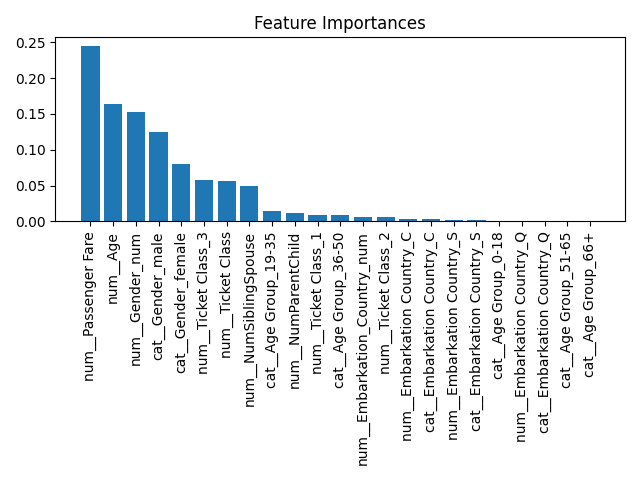 Feature Importances
0.25
0.20
0.15
0.10
0.05
0.00
num__Passenger Fare
num__Age
num__Gender_num
cat__Gender_male
cat__Gender_female
num__Ticket Class_3
num__Ticket Class
num__NumSiblingSpouse
cat__Age Group_19-35
num__NumParentChild
num__Ticket Class_1
cat__Age Group_36-50
num__Embarkation_Country_num
num__Ticket Class_2
num__Embarkation Country_C
cat__Embarkation Country_C
num__Embarkation Country_S
cat__Embarkation Country_S
cat__Age Group_0-18
num__Embarkation Country_Q
cat__Embarkation Country_Q
cat__Age Group_51-65
cat__Age Group_66+